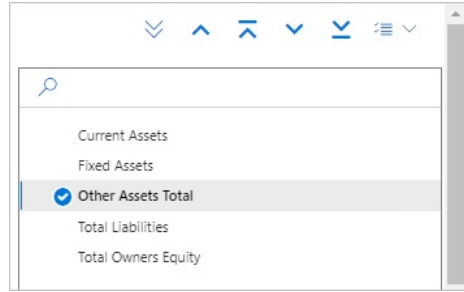 Current Assets
Fixed Assets
Other Assets Total
Total Liabilities
Total Owners Equity